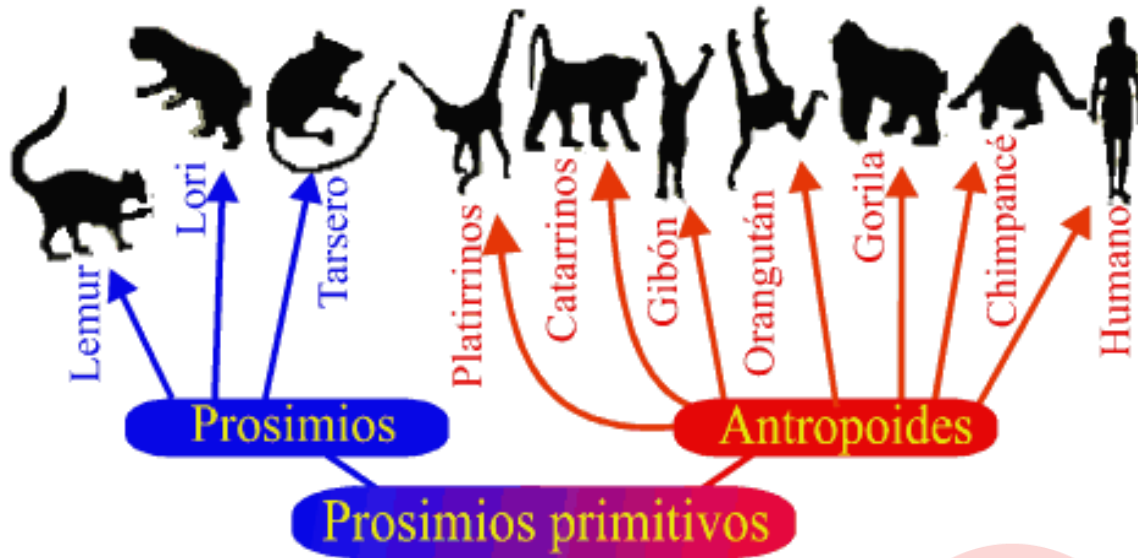 Lemur
Lori
Tarsero
Platirrinos
Catarrinos
Gibón
Orangután
Gorila
Chimpancé
Humano
Prosimios
Antropoides
Prosimios primitivos